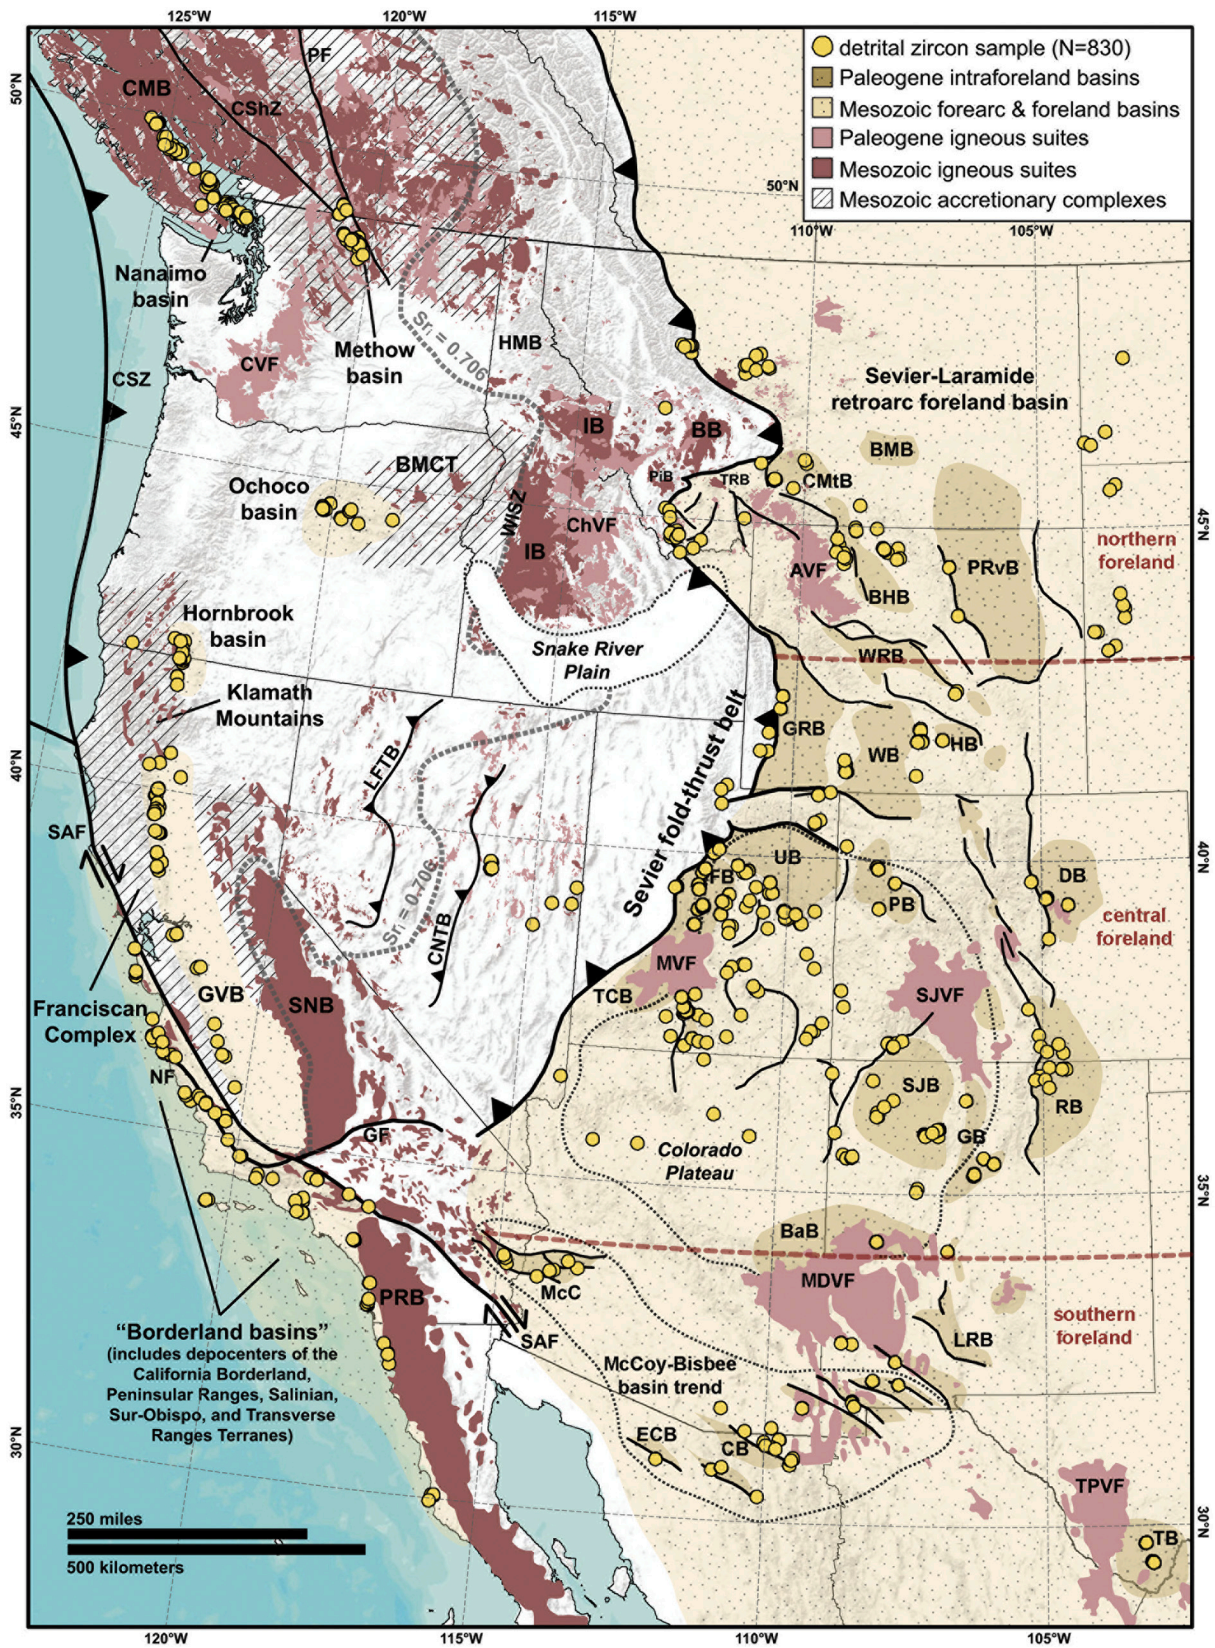 125°W
120°W
115°W
detrital zircon sample (N=830)
Paleogene intraforeland basins
Mesozoic forearc & foreland basins
Paleogene igneous suites
Mesozoic igneous suites
Mesozoic accretionary complexes
50°N
PF
CMB
CShZ
50°N
110°W
105°W
Nanaimo
basin
CSZ
CVF
Methow
basin
Sri = 0.706
HMB
Sevier-Laramide
retroarc foreland basin
45°N
IB
BB
BMB
BMCT
PiB
TRB
CMtB
Ochoco
basin
WISZ
ChVF
45°N
IB
AVF
BHB
PRvB
northern
foreland
Hornbrook
basin
Snake River
Plain
WRB
Klamath
Mountains
GRB
WB
HB
40°N
LFTB
Sevier fold-thrust belt
SAF
UB
40°N
FB
PB
DB
Sri = 0.706
CNTB
central
foreland
MVF
SJVF
TCB
GVB
SNB
Franciscan
Complex
NF
SJB
RB
35°N
GF
GB
Colorado
Plateau
35°N
BaB
McC
MDVF
PRB
SAF
LRB
southern
foreland
“Borderland basins”
(includes depocenters of the
California Borderland,
Peninsular Ranges, Salinian,
Sur-Obispo, and Transverse
Ranges Terranes)
McCoy-Bisbee
basin trend
ECB
CB
30°N
TPVF
30°N
TB
250 miles
500 kilometers
120°W
115°W
110°W
105°W